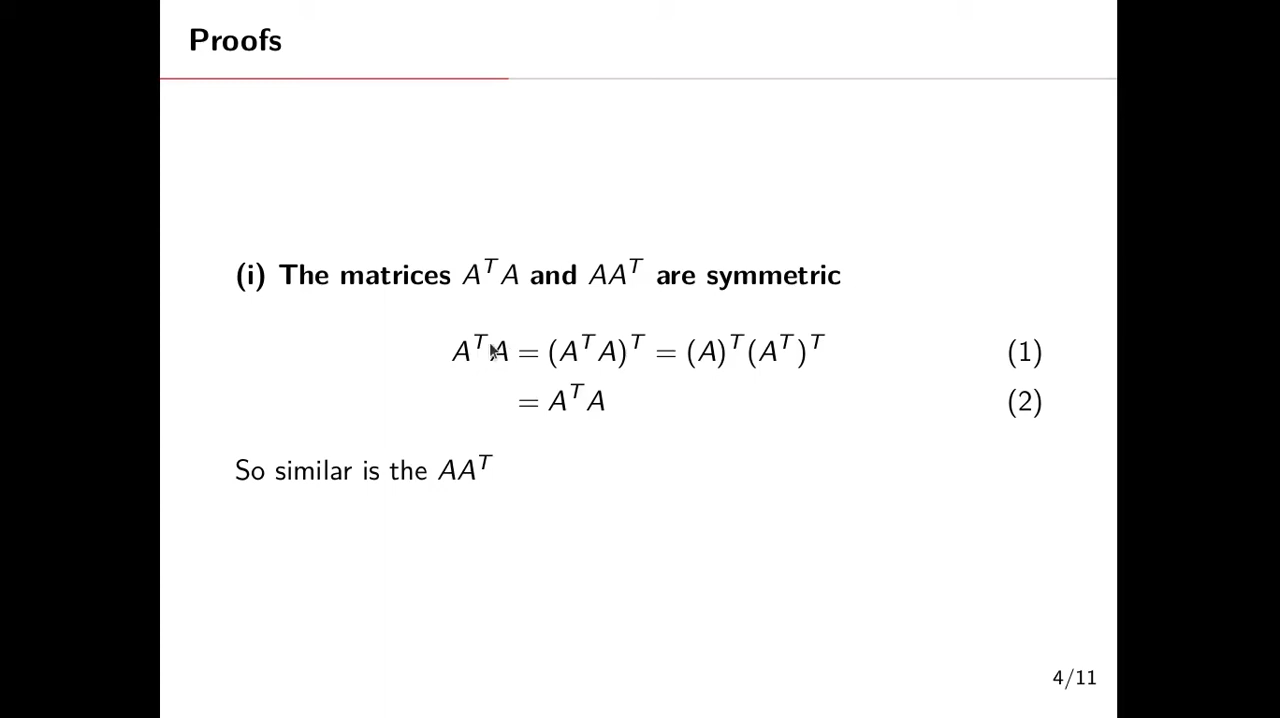 Proofs
(i) The matrices AᵀA and AAᵀ are symmetric
AᵀA = (AᵀA)ᵀ = (A)ᵀ(Aᵀ)ᵀ (1)
= AᵀA (2)
So similar is the AAᵀ
4/11